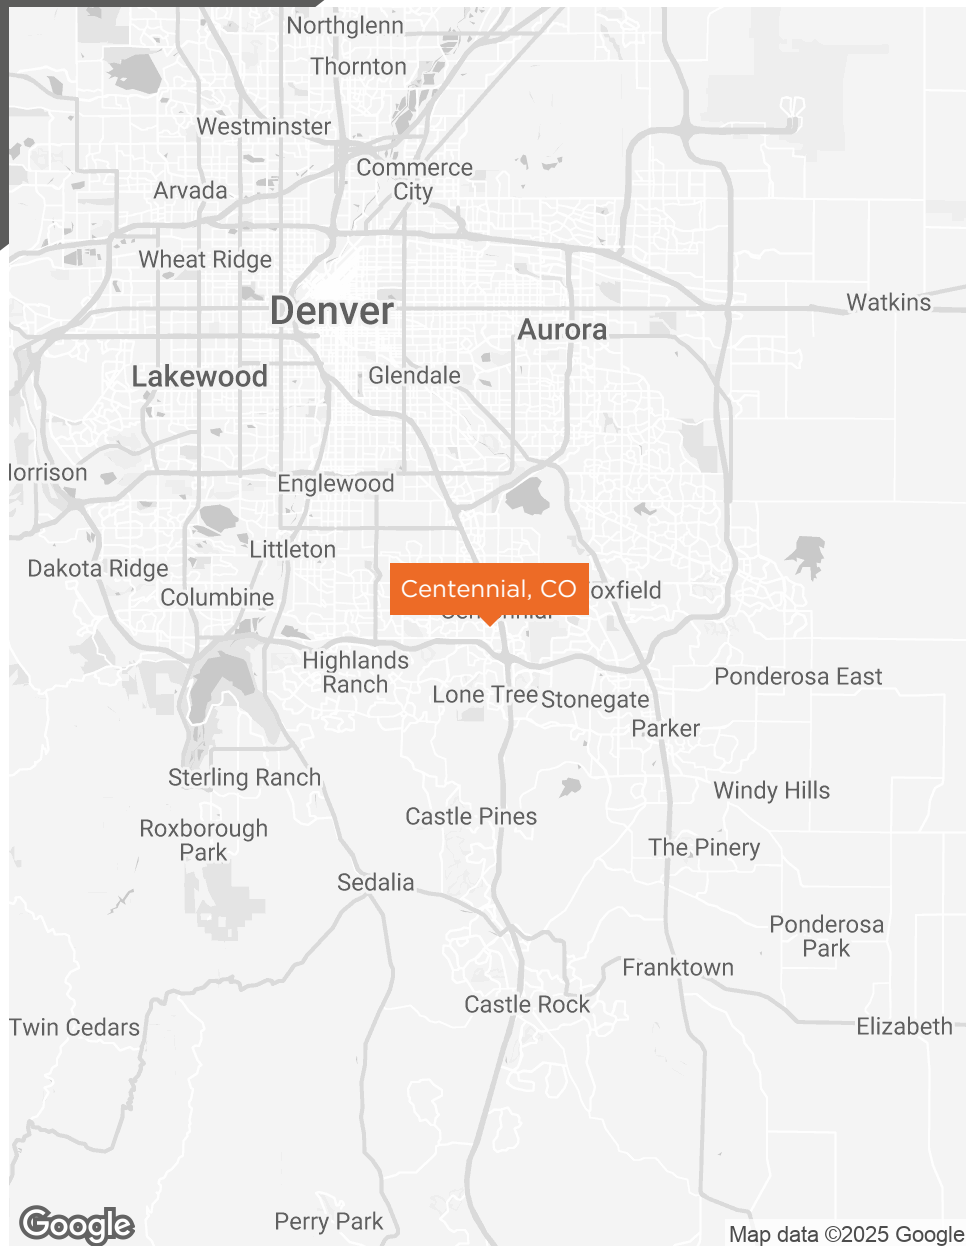 Northglenn
Thornton
Westminster
Commerce
City
Arvada
Wheat Ridge
Denver
Watkins
Aurora
Lakewood
Glendale
lorrison
Englewood
Littleton
Dakota Ridge
Centennial, CO
oxfield
Columbine
Highlands
Ranch
Ponderosa East
Lone Tree
Stonegate
Parker
Sterling Ranch
Windy Hills
Castle Pines
Roxborough
Park
The Pinery
Sedalia
Ponderosa
Park
Franktown
Castle Rock
Twin Cedars
Elizabeth
Perry Park
Google
Map data ©2025 Google